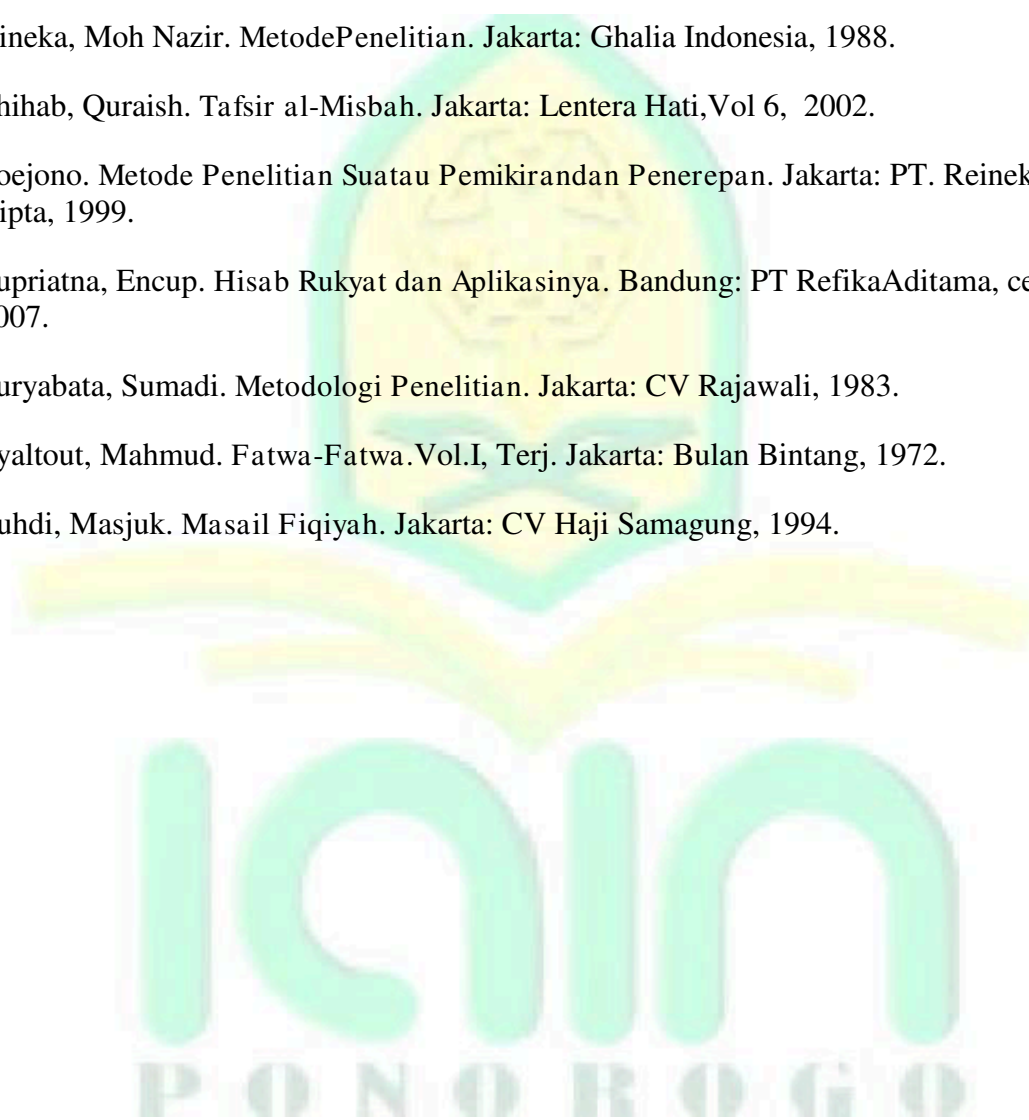 ineka, Moh Nazir. MetodePenelitian. Jakarta: Ghalia Indonesia, 1988.
hihab, Quraish. Tafsir al-Misbah. Jakarta: Lentera Hati,Vol 6, 2002.
oejono. Metode Penelitian Suatau Pemikirandan Penerepan. Jakarta: PT. Reinek
ipta, 1999.
upriatna, Encup. Hisab Rukyat dan Aplikasinya. Bandung: PT RefikaAditama, ce
007.
uryabata, Sumadi. Metodologi Penelitian. Jakarta: CV Rajawali, 1983.
yaltout, Mahmud. Fatwa-Fatwa.Vol.I, Terj. Jakarta: Bulan Bintang, 1972.
uhdi, Masjuk. Masail Fiqiyah. Jakarta: CV Haji Samagung, 1994.
iain
PONOROGO